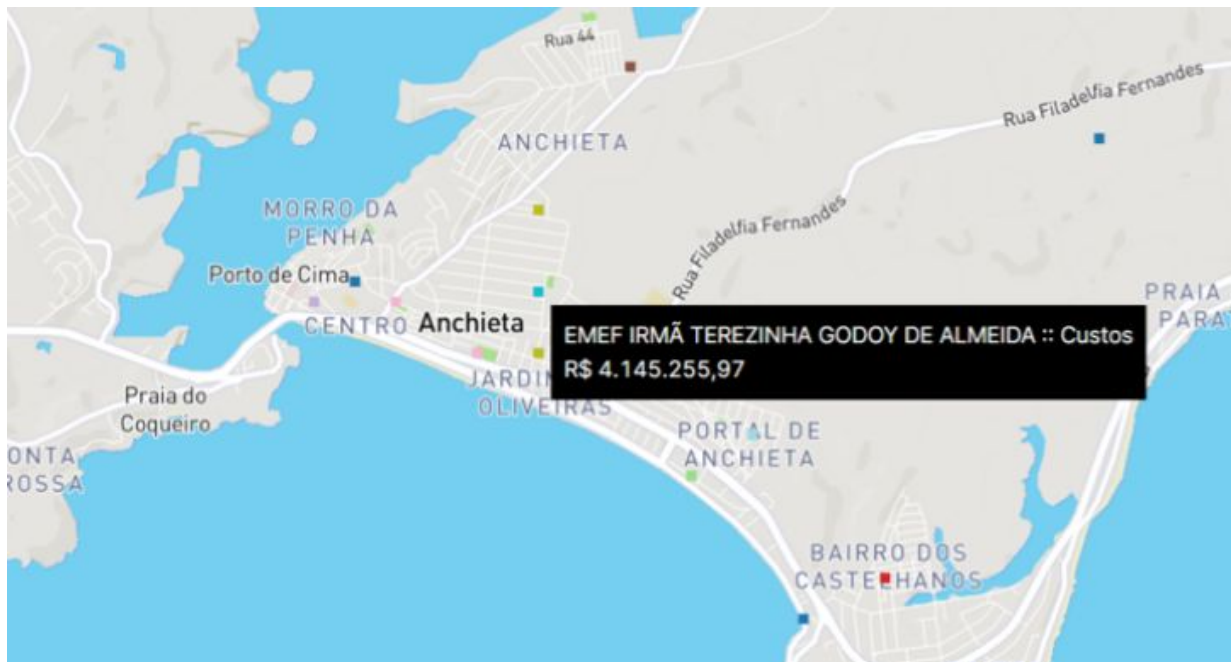 Rua 44
Rua Filadelfia Fernandes
ANCHIETA
MORRO DA
PENHA
Rua Filadelfia Fernandes
Porto de Cima
PRAIA
CENTRO
Anchieta
EMEF IRMÃ TEREZINHA GODOY DE ALMEIDA :: Custos
R$ 4.145.255,97
OLIVEIRAS
Praia do
Coqueiro
PORTAL DE
ANCHIETA
ONTA
ROSSA
BAIRRO DOS
CASTELHANOS